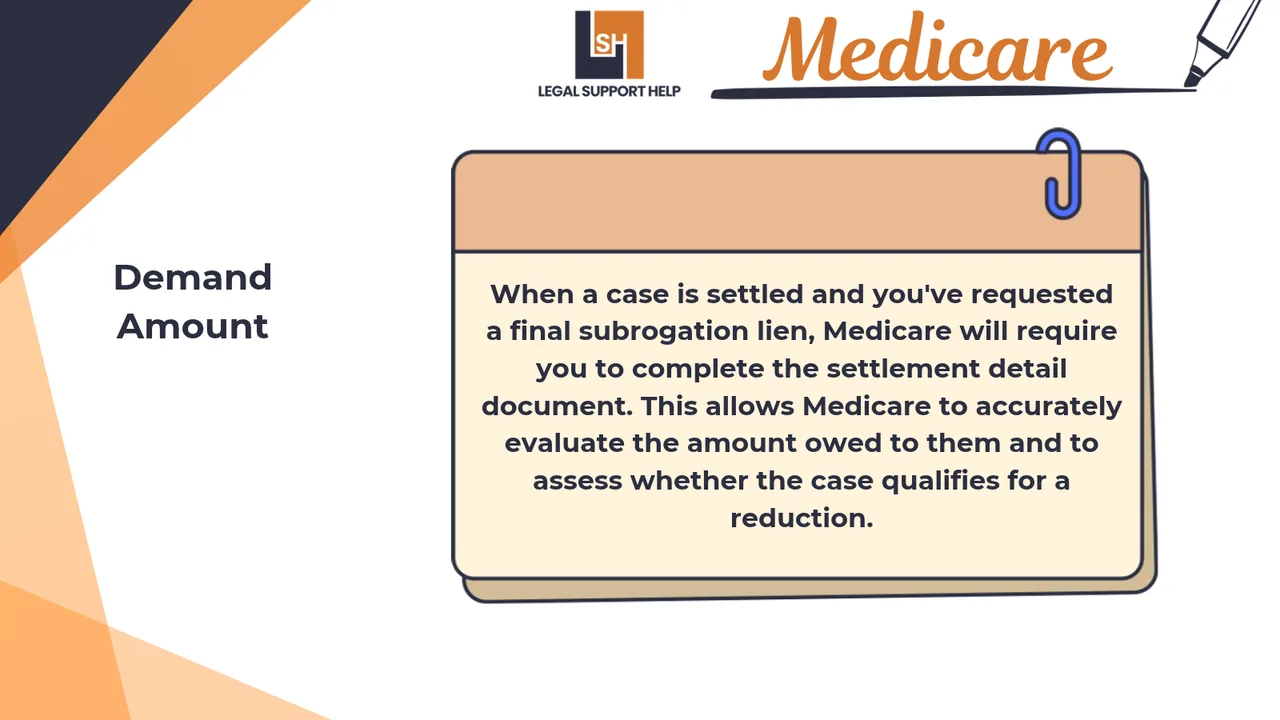 SH
LEGAL SUPPORT HELP
Medicare
Demand
Amount
When a case is settled and you've requested
a final subrogation lien, Medicare will require
you to complete the settlement detail
document. This allows Medicare to accurately
evaluate the amount owed to them and to
assess whether the case qualifies for a
reduction.